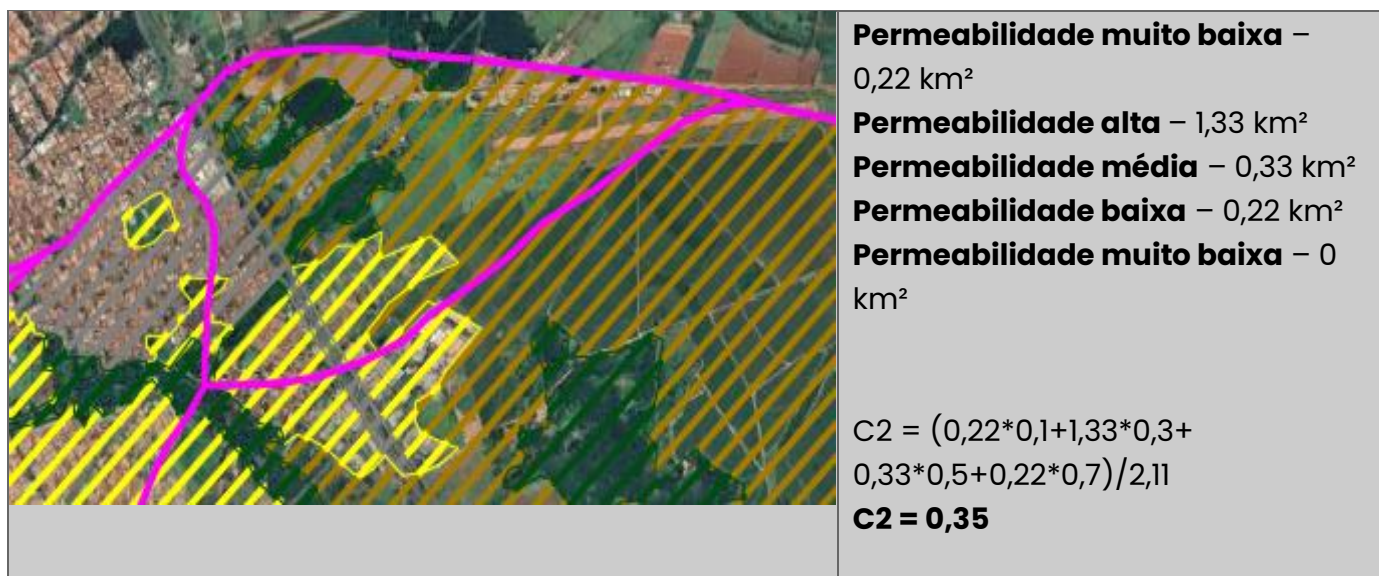 Permeabilidade muito baixa –
0,22 km²
Permeabilidade alta – 1,33 km²
Permeabilidade média – 0,33 km²
Permeabilidade baixa – 0,22 km²
Permeabilidade muito baixa – 0
km²
C2 = (0,22*0,1+1,33*0,3+
0,33*0,5+0,22*0,7)/2,11
C2 = 0,35